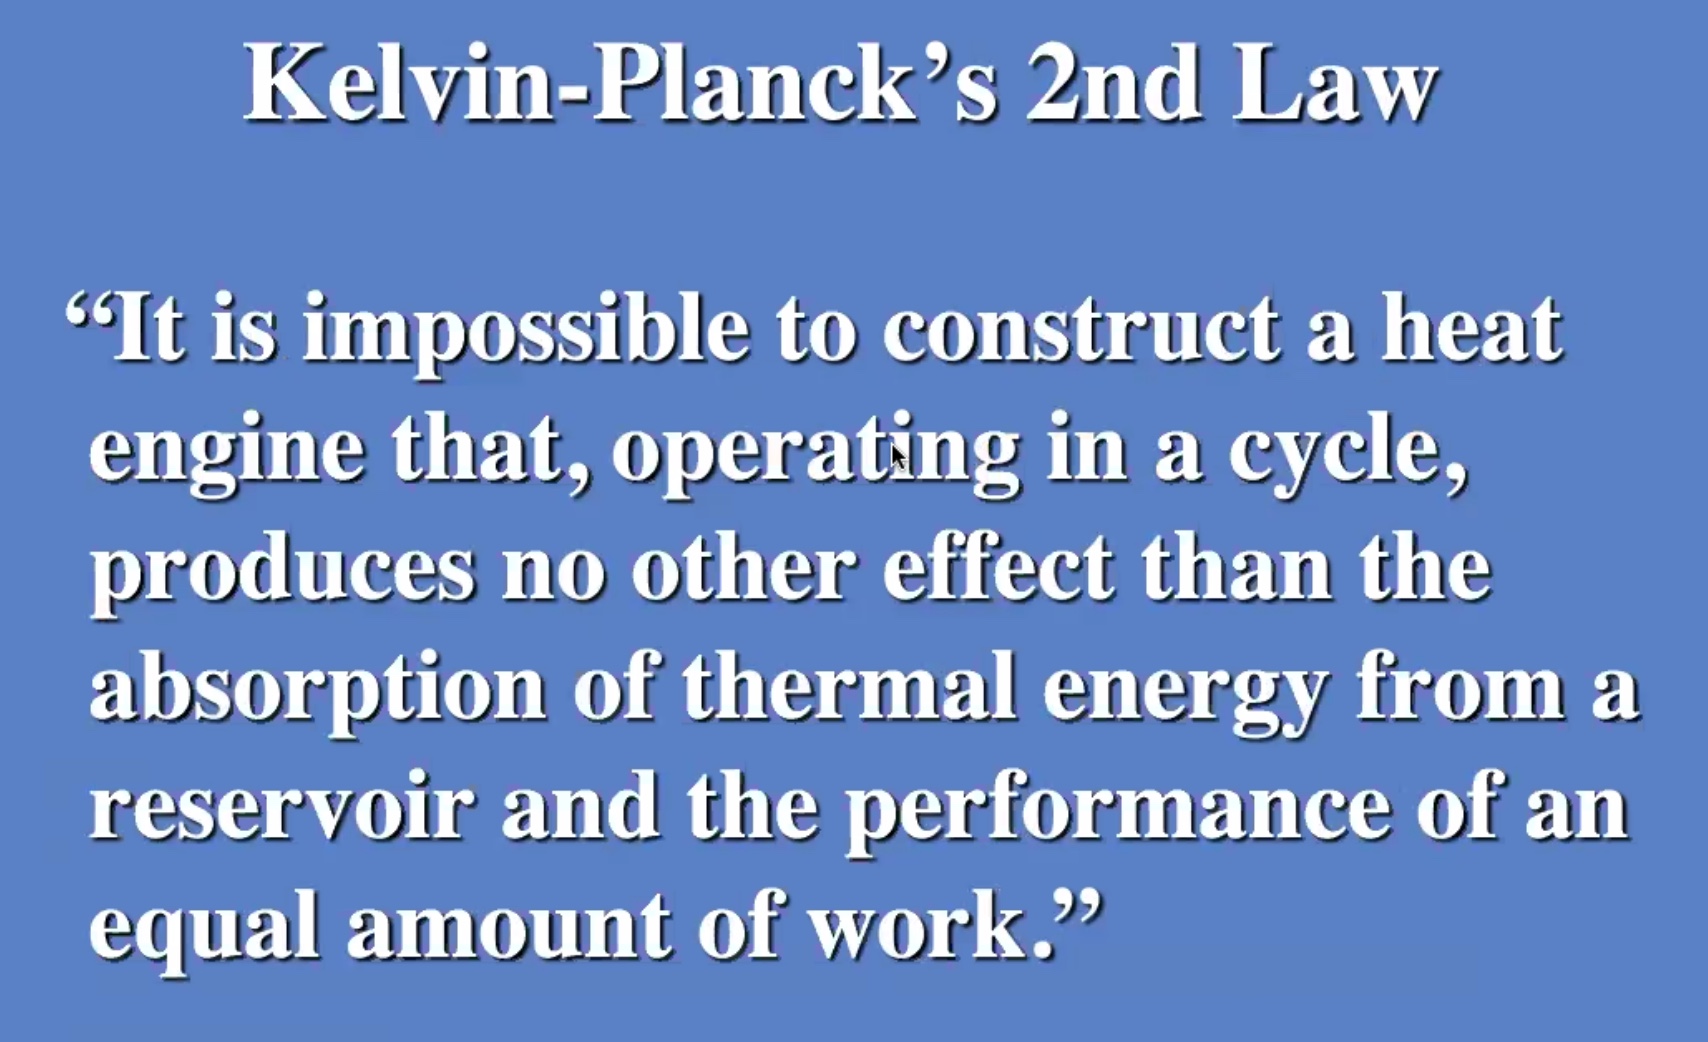 Kelvin-Planck’s 2nd Law
“It is impossible to construct a heat
engine that, operating in a cycle,
produces no other effect than the
absorption of thermal energy from a
reservoir and the performance of an
equal amount of work.”